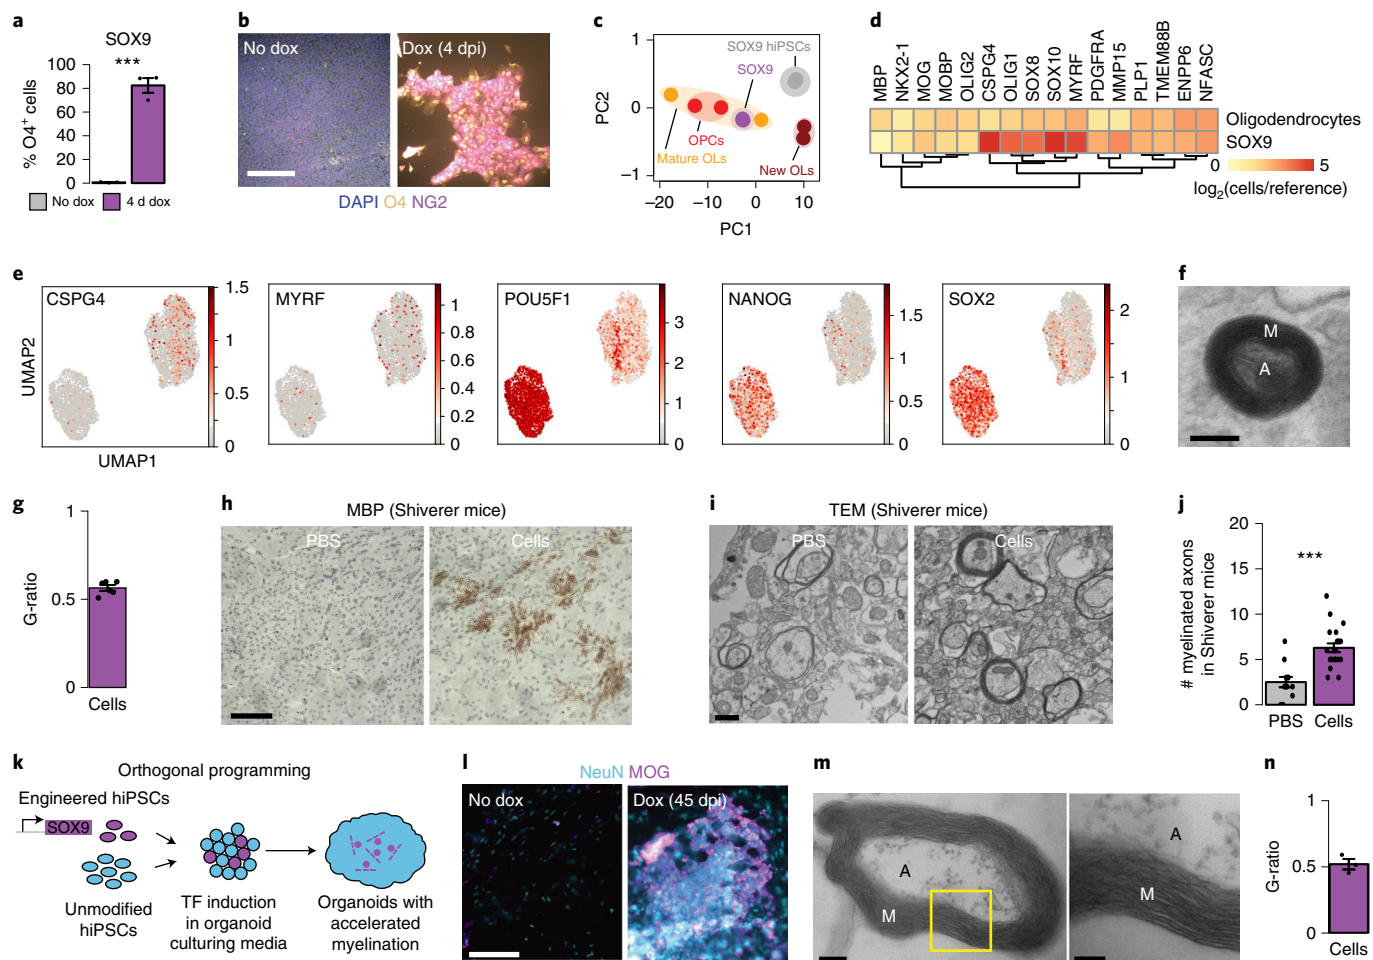 a
SOX9
***
% O4+ cells
100
80
60
40
20
0
No dox
4 d dox
b
No dox
Dox (4 dpi)
DAPI O4 NG2
c
PC2
1
0
−1
SOX9 hiPSCs
SOX9
OPCs
Mature OLs
New OLs
−20
−10
0
10
PC1
d
MBP
NKX2-1
MOG
MOBP
OLIG2
CSPG4
OLIG1
SOX8
SOX10
MYRF
PDGFRA
MMP15
PLP1
TMEM88B
ENPP6
NFASC
Oligodendrocytes
SOX9
0
5
log2(cells/reference)
e
UMAP2
UMAP1
CSPG4
1.5
1
0.5
0
MYRF
1
0.8
0.6
0.4
0.2
0
POU5F1
3
2
1
0
NANOG
1.5
1
0.5
0
SOX2
2
1
0
f
M
A
g
G-ratio
1
0.5
0
Cells
h
MBP (Shiverer mice)
PBS
Cells
i
TEM (Shiverer mice)
PBS
Cells
j
# myelinated axons
in Shiverer mice
20
15
10
5
0
***
PBS
Cells
k
Orthogonal programming
Engineered hiPSCs
SOX9
Unmodified
hiPSCs
TF induction
in organoid
culturing media
Organoids with
accelerated
myelination
l
NeuN MOG
No dox
Dox (45 dpi)
m
A
M
A
M
n
G-ratio
1
0.5
0
Cells